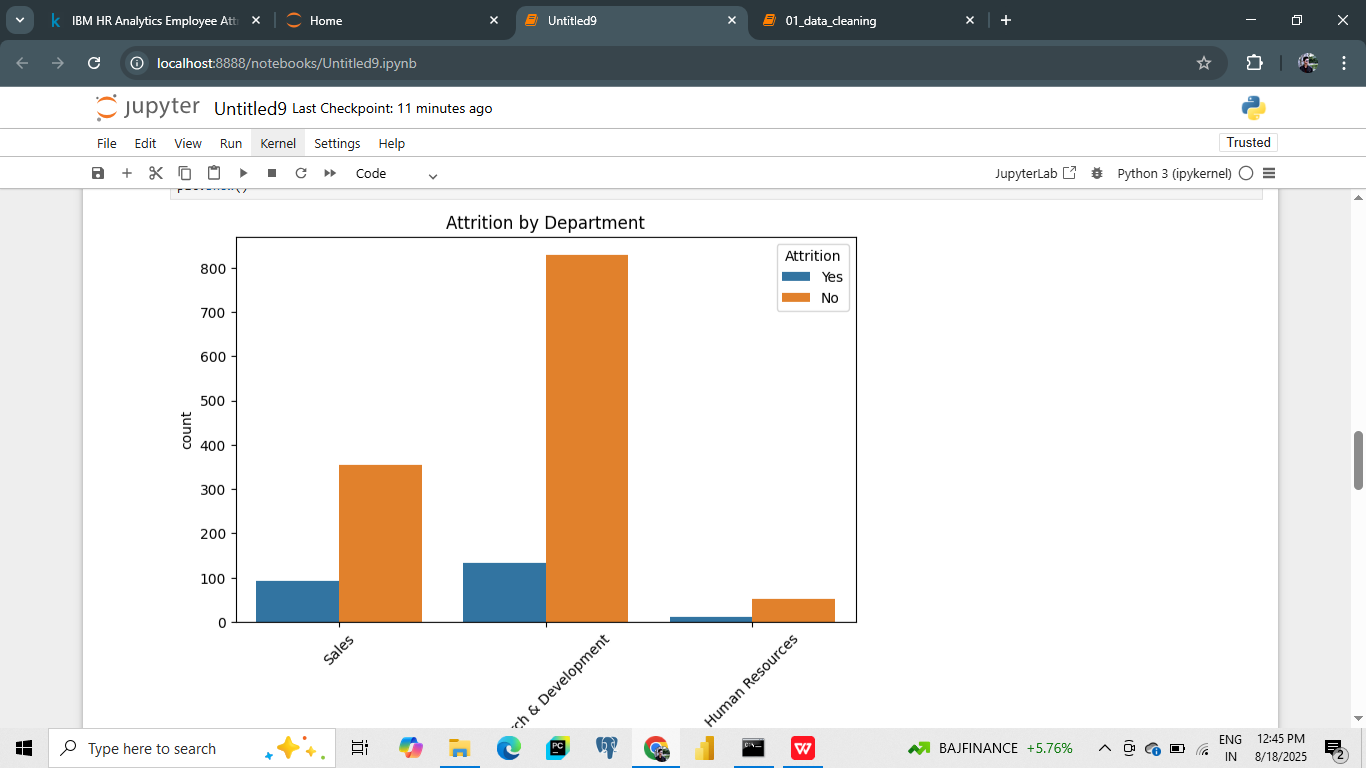 IBM HR Analytics Employee Att
Home
Untitled9
01_data_cleaning
localhost:8888/notebooks/Untitled9.ipynb
jupyter Untitled9 Last Checkpoint: 11 minutes ago
File Edit View Run Kernel Settings Help
Trusted
Code
JupyterLab
Python 3 (ipykernel)
Attrition by Department
Attrition
Yes
No
800
700
600
500
400
300
200
100
0
count
Sales
rch & Development
Human Resources
Type here to search
BAJFINANCE +5.76%
ENG
IN
12:45 PM
8/18/2025
2